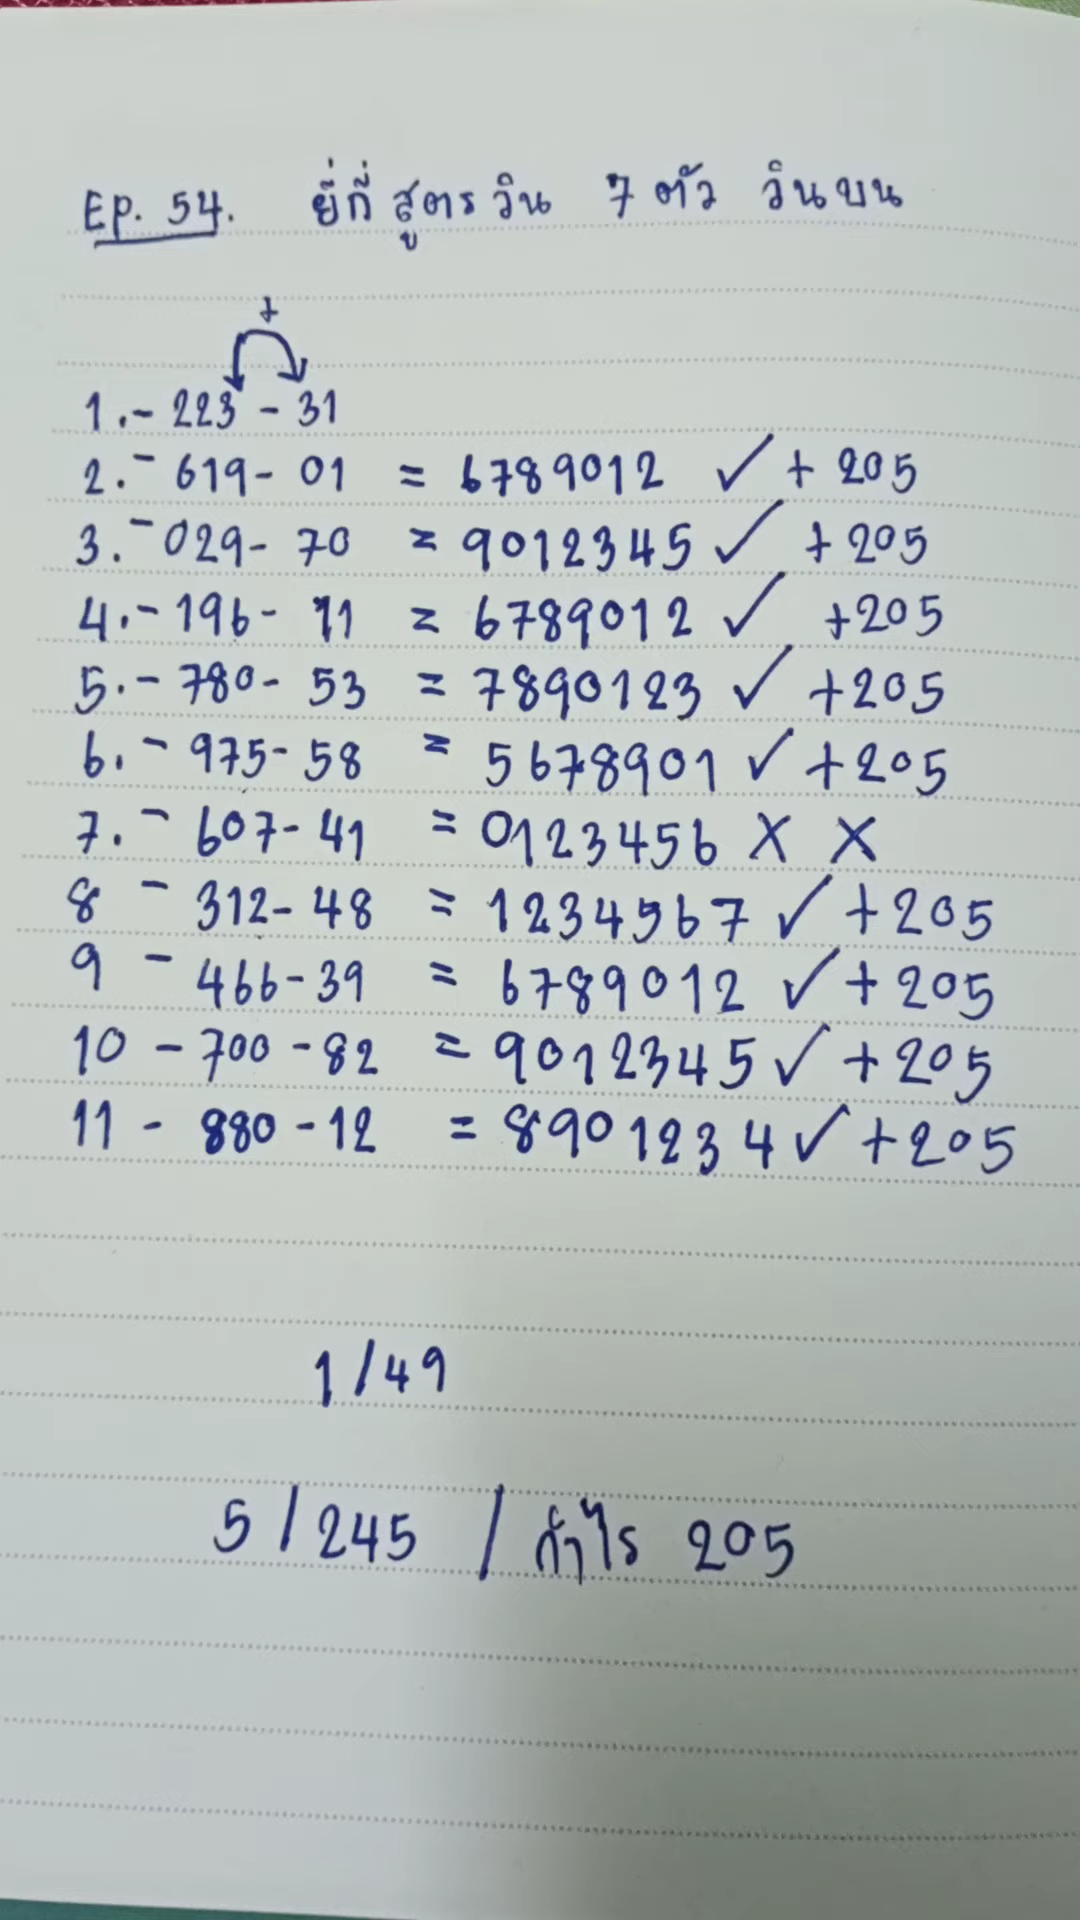 Ep. 54. ยี่กี่ สูตรวิน 7 ตัว วินบน
+
1.- 223 - 31
2.- 619 - 01 = 6789012 ✓ + 205
3.- 029 - 70 = 9012345 ✓ + 205
4.- 196 - 11 = 6789012 ✓ +205
5.- 780 - 53 = 7890123 ✓ +205
6.- 975 - 58 = 5678901 ✓ +205
7.- 607 - 41 = 0123456 X X
8 - 312 - 48 = 1234567 ✓ + 205
9 - 466 - 39 = 6789012 ✓ + 205
10 - 700 - 82 = 9012345 ✓ + 205
11 - 880 - 12 = 8901234 ✓ + 205
1 / 49
5 / 245 / กำไร 205